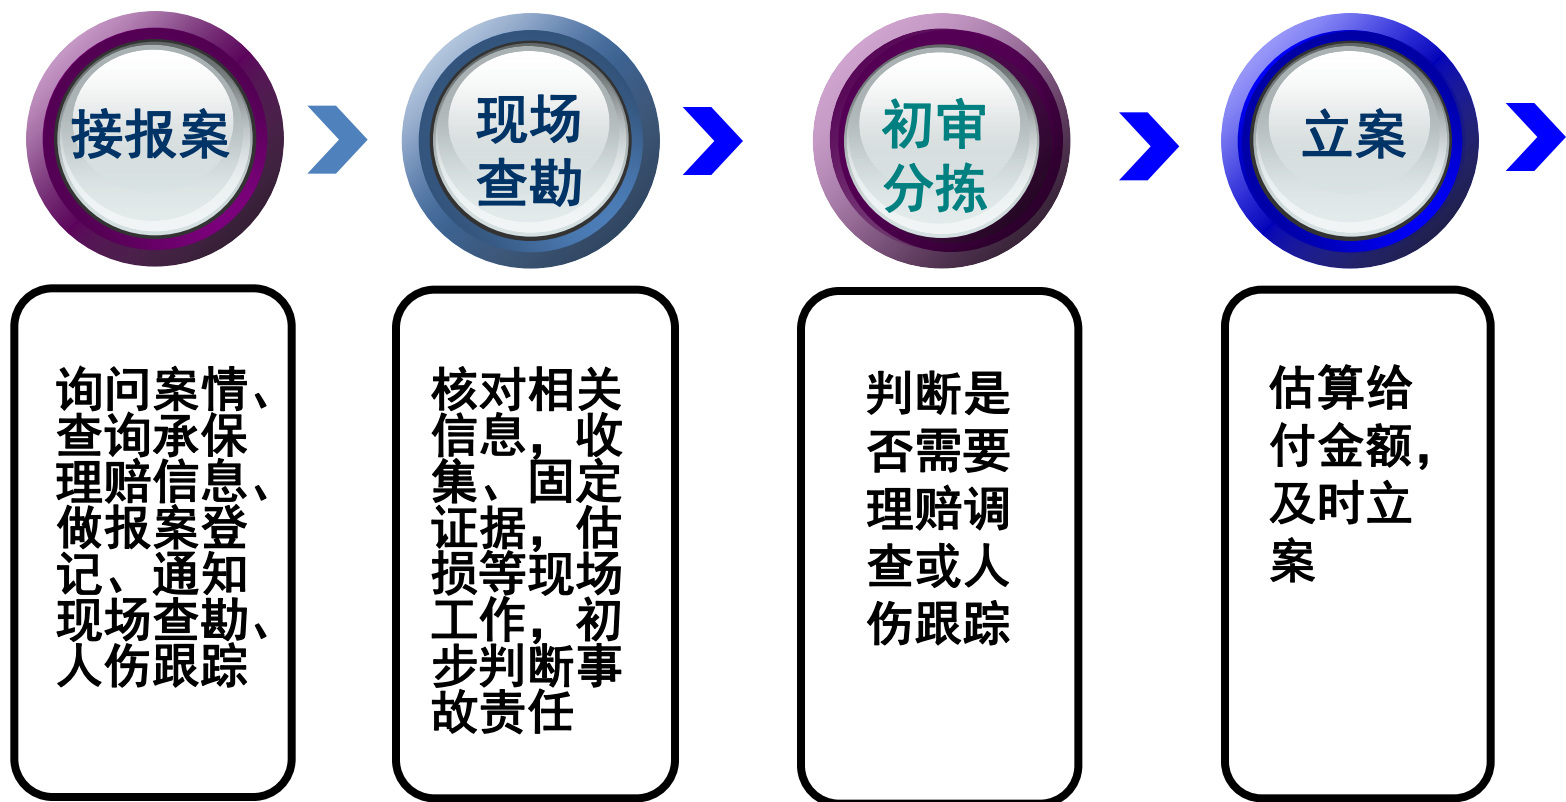 接报案
现场
查勘
初审
分拣
立案
询问案情、
查询承保
理赔信息、
做报案登
记、通知
现场查勘、
人伤跟踪
核对相关
信息，收
集、固定
证据，估
损等现场
工作，初
步判断事
故责任
判断是
否需要
理赔调
查或人
伤跟踪
估算给
付金额，
及时立
案